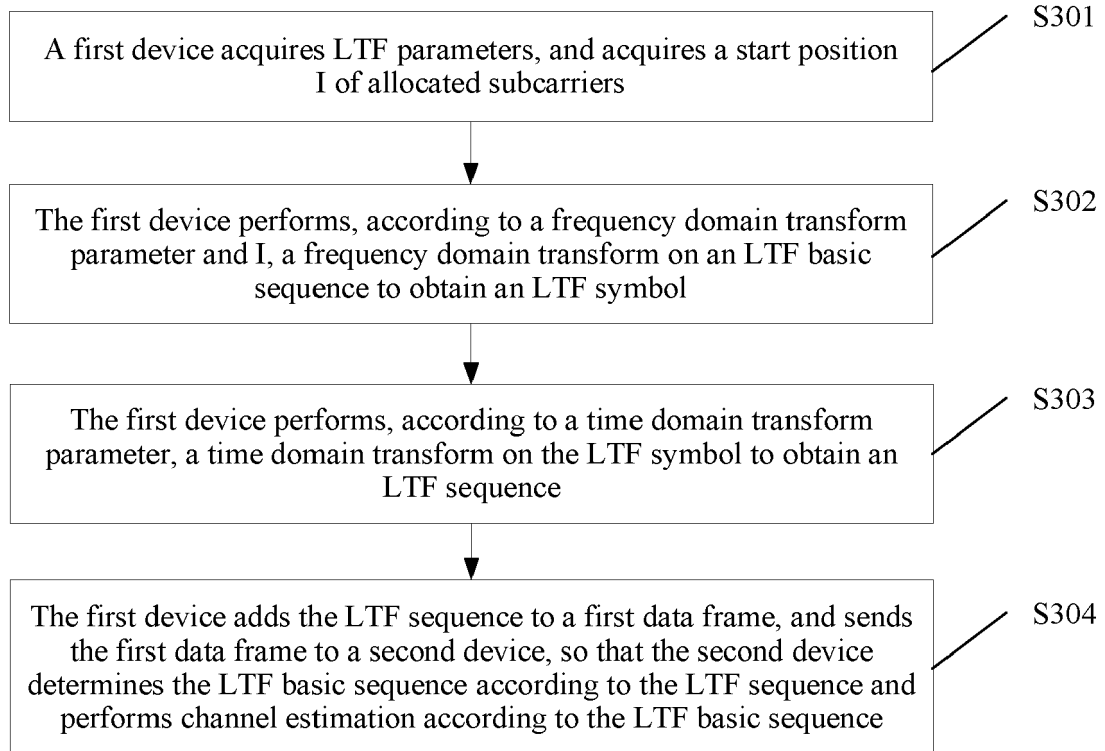 S301
A first device acquires LTF parameters, and acquires a start position
I of allocated subcarriers
S302
The first device performs, according to a frequency domain transform
parameter and I, a frequency domain transform on an LTF basic
sequence to obtain an LTF symbol
S303
The first device performs, according to a time domain transform
parameter, a time domain transform on the LTF symbol to obtain an
LTF sequence
S304
The first device adds the LTF sequence to a first data frame, and sends
the first data frame to a second device, so that the second device
determines the LTF basic sequence according to the LTF sequence and
performs channel estimation according to the LTF basic sequence